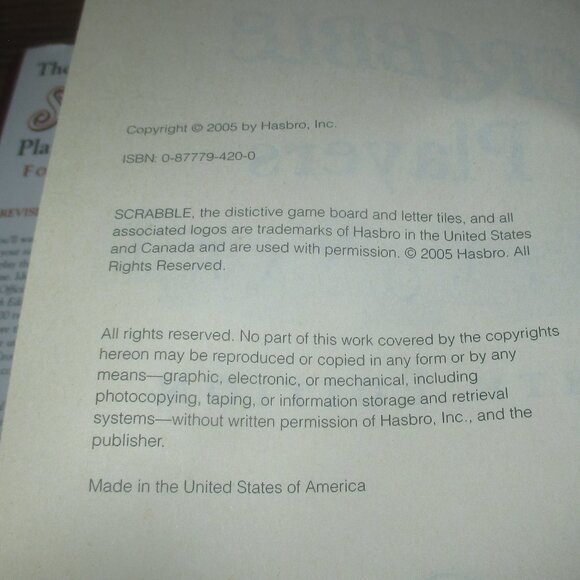 The
Pla
Fo
REVIS
Copyright © 2005 by Hasbro, Inc.
ISBN: 0-87779-420-0
SCRABBLE, the distictive game board and letter tiles, and all
associated logos are trademarks of Hasbro in the United States
and Canada and are used with permission. © 2005 Hasbro. All
Rights Reserved.
All rights reserved. No part of this work covered by the copyrights
hereon may be reproduced or copied in any form or by any
means—graphic, electronic, or mechanical, including
photocopying, taping, or information storage and retrieval
systems—without written permission of Hasbro, Inc., and the
publisher.
Made in the United States of America